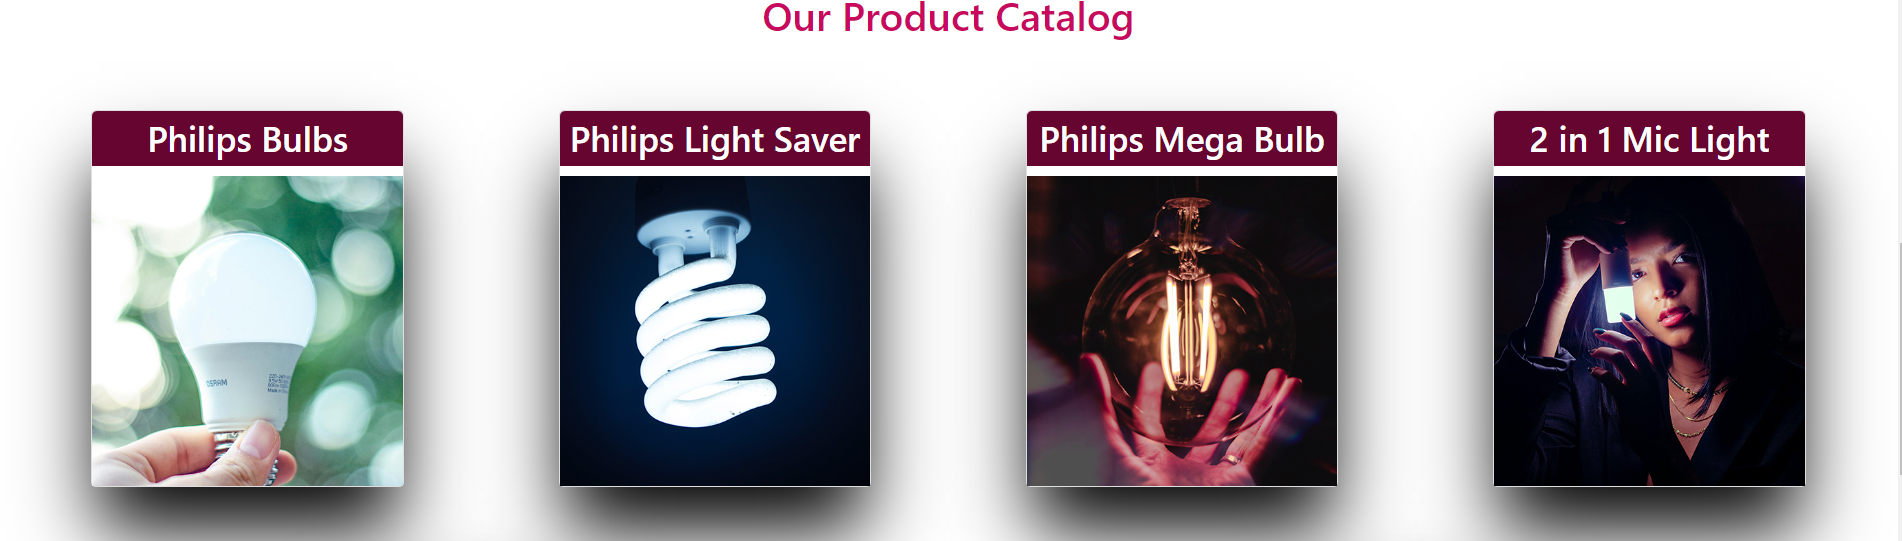 Our Product Catalog
Philips Bulbs
Philips Light Saver
Philips Mega Bulb
2 in 1 Mic Light
OSRAM